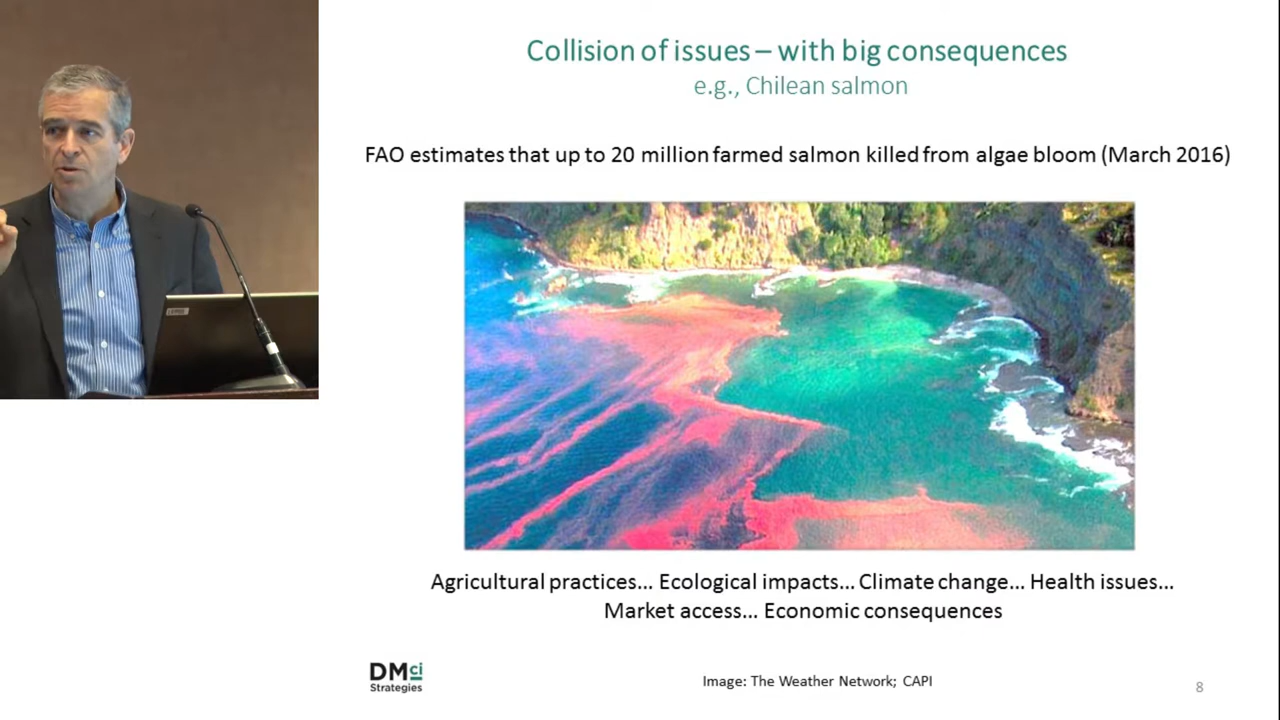 Collision of issues – with big consequences
e.g., Chilean salmon
FAO estimates that up to 20 million farmed salmon killed from algae bloom (March 2016)
Agricultural practices... Ecological impacts... Climate change... Health issues...
Market access... Economic consequences
DMci
Strategies
Image: The Weather Network; CAPI
8